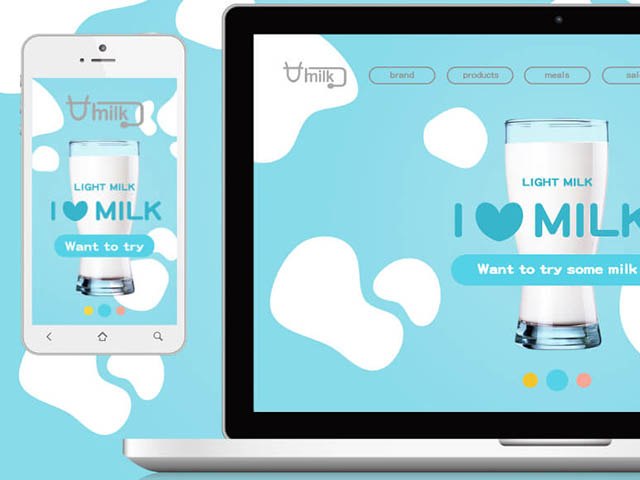 milk
LIGHT MILK
I MILK
Want to try
milk
brand
products
meals
LIGHT MILK
I MILK
Want to try some milk